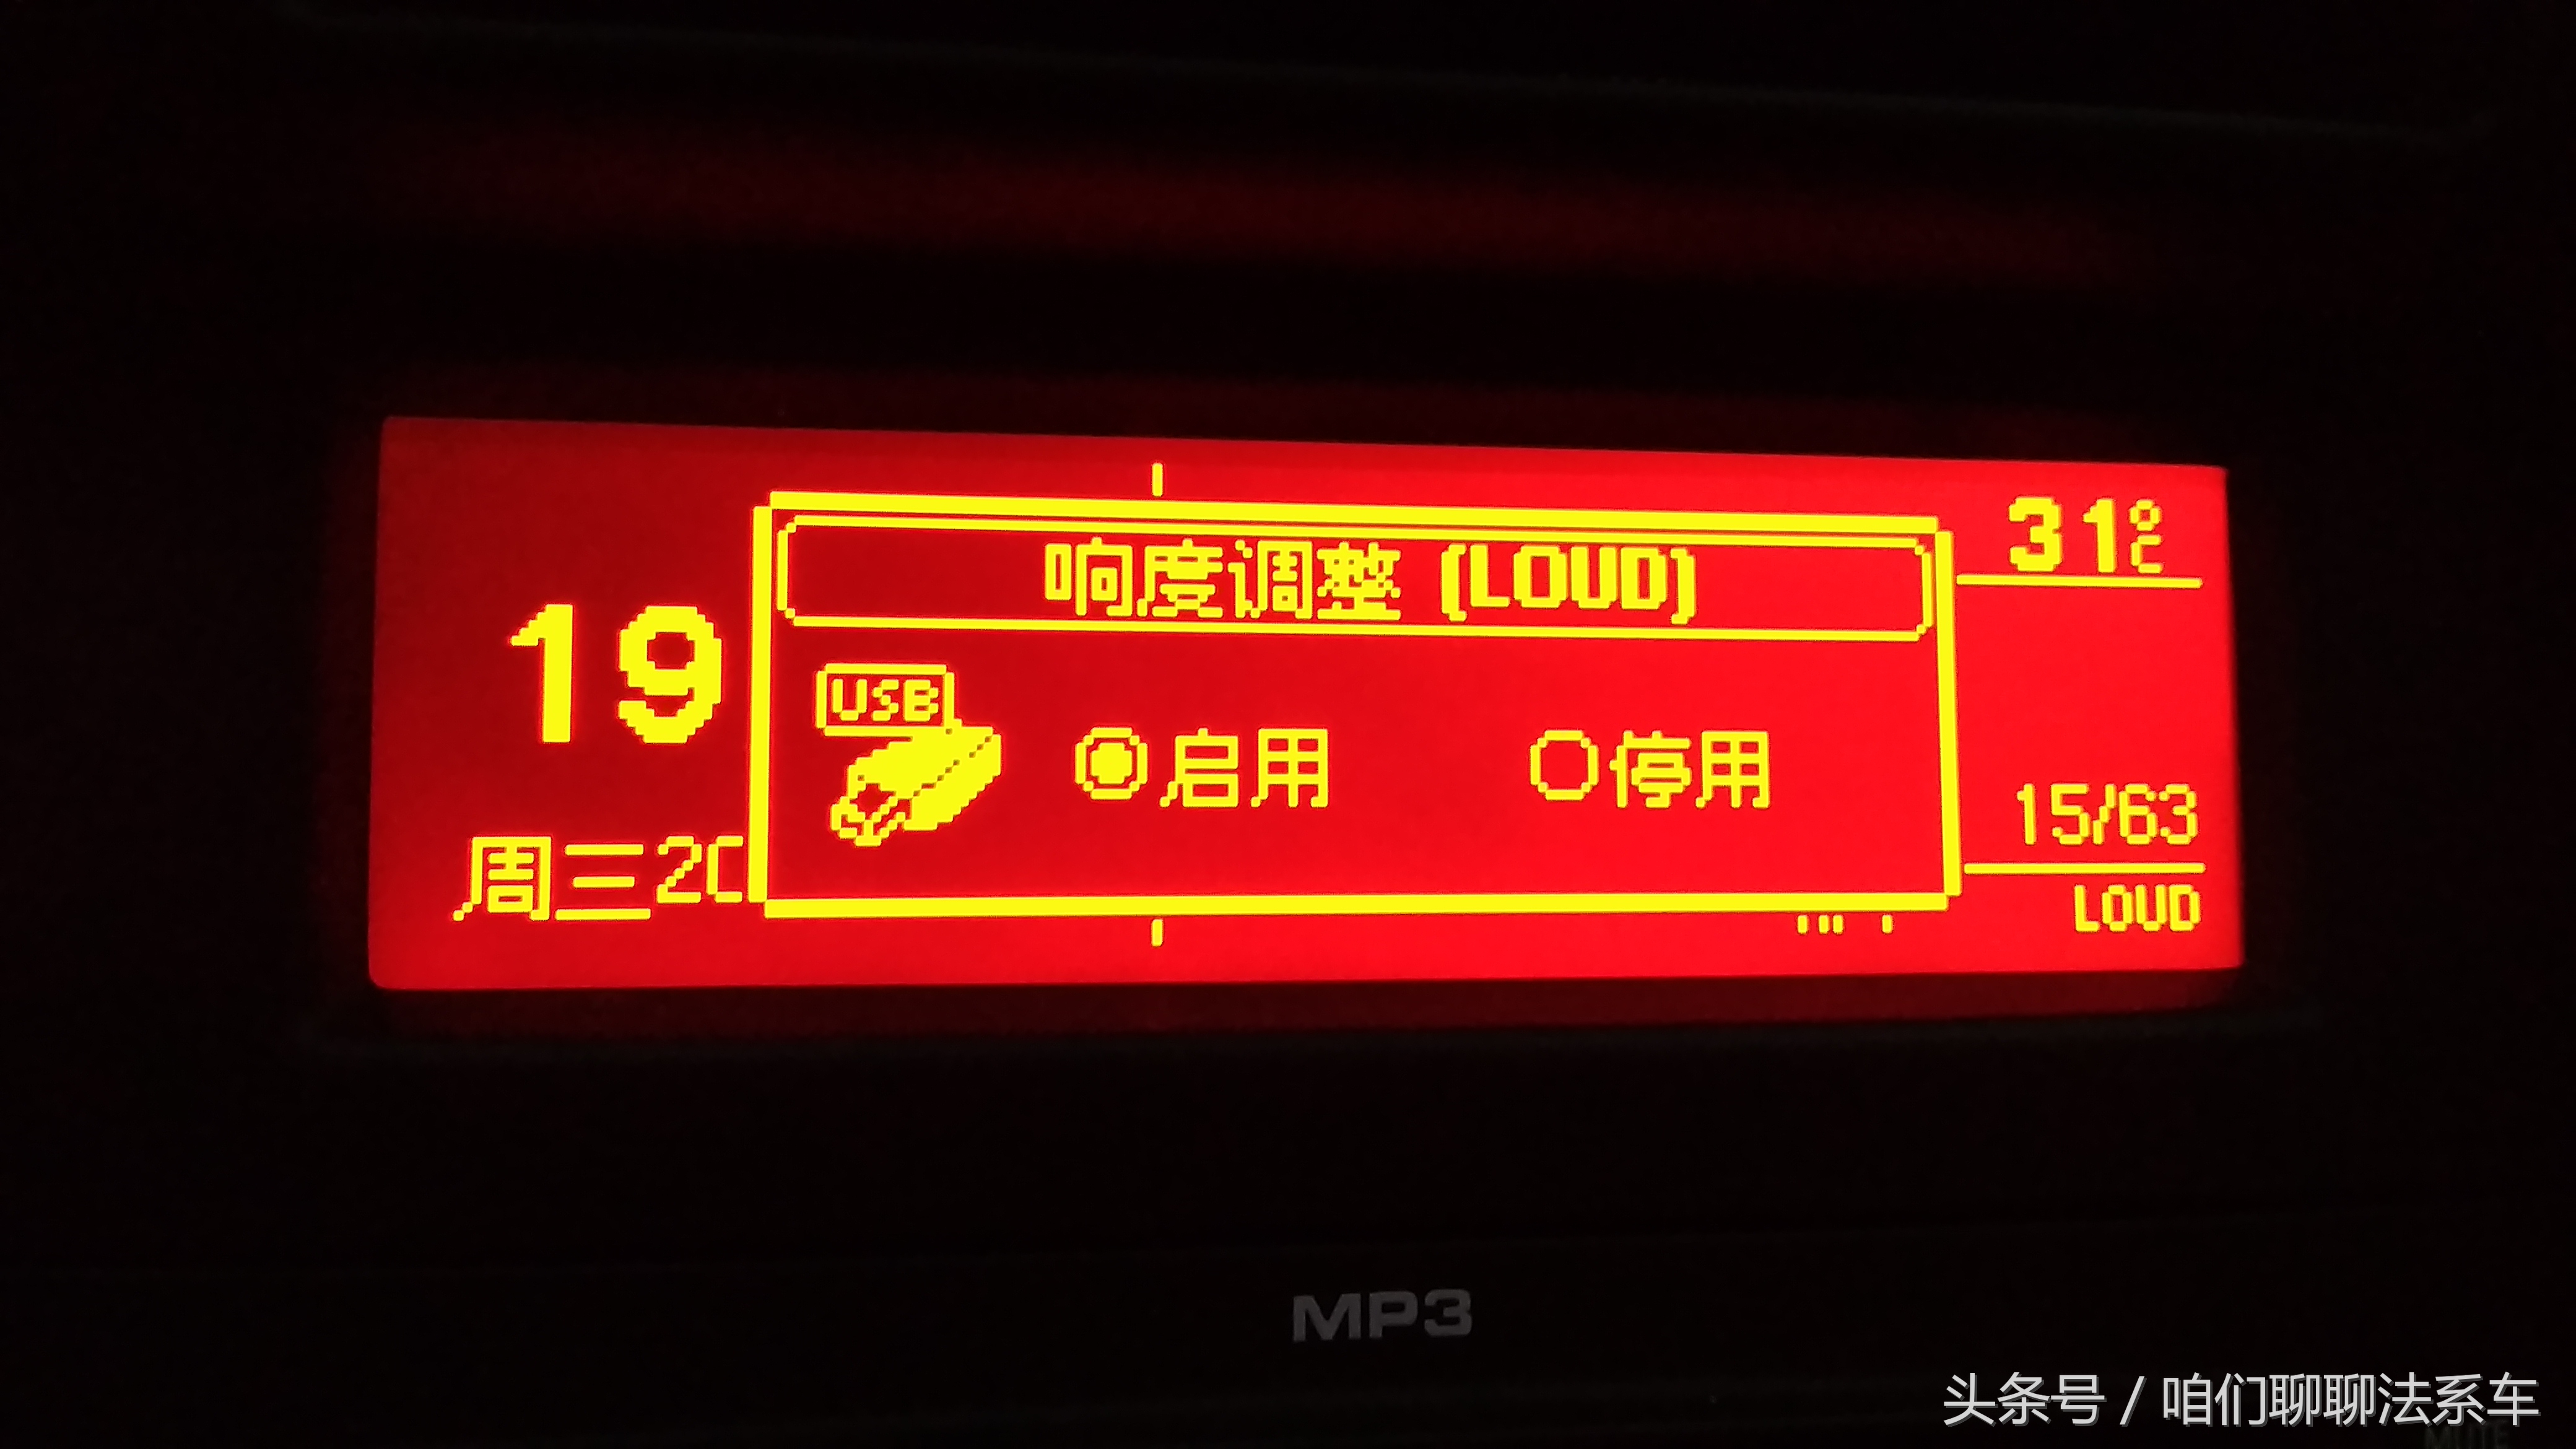 31°C
响度调整 (LOUD)
19
USB
启用
停用
15/63
周三 2
LOUD
MP3
头条号 / 咱们聊聊法系车
MUTE